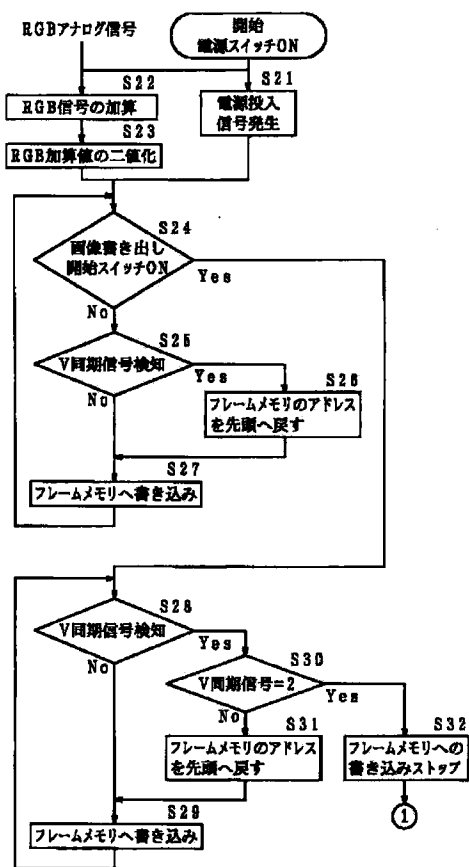 RGBアナログ信号
開始
電源スイッチON
S22
S21
RGB信号の加算
電源投入
信号発生
S23
RGB加算値の二値化
S24
画像書き出し
開始スイッチON
Yes
No
S25
V同期信号検知
Yes
No
S26
フレームメモリのアドレス
を先頭へ戻す
S27
フレームメモリへ書き込み
S28
V同期信号検知
Yes
No
S30
V同期信号=2
Yes
No
S31
フレームメモリのアドレス
を先頭へ戻す
S32
フレームメモリへの
書き込みストップ
S29
フレームメモリへ書き込み
1